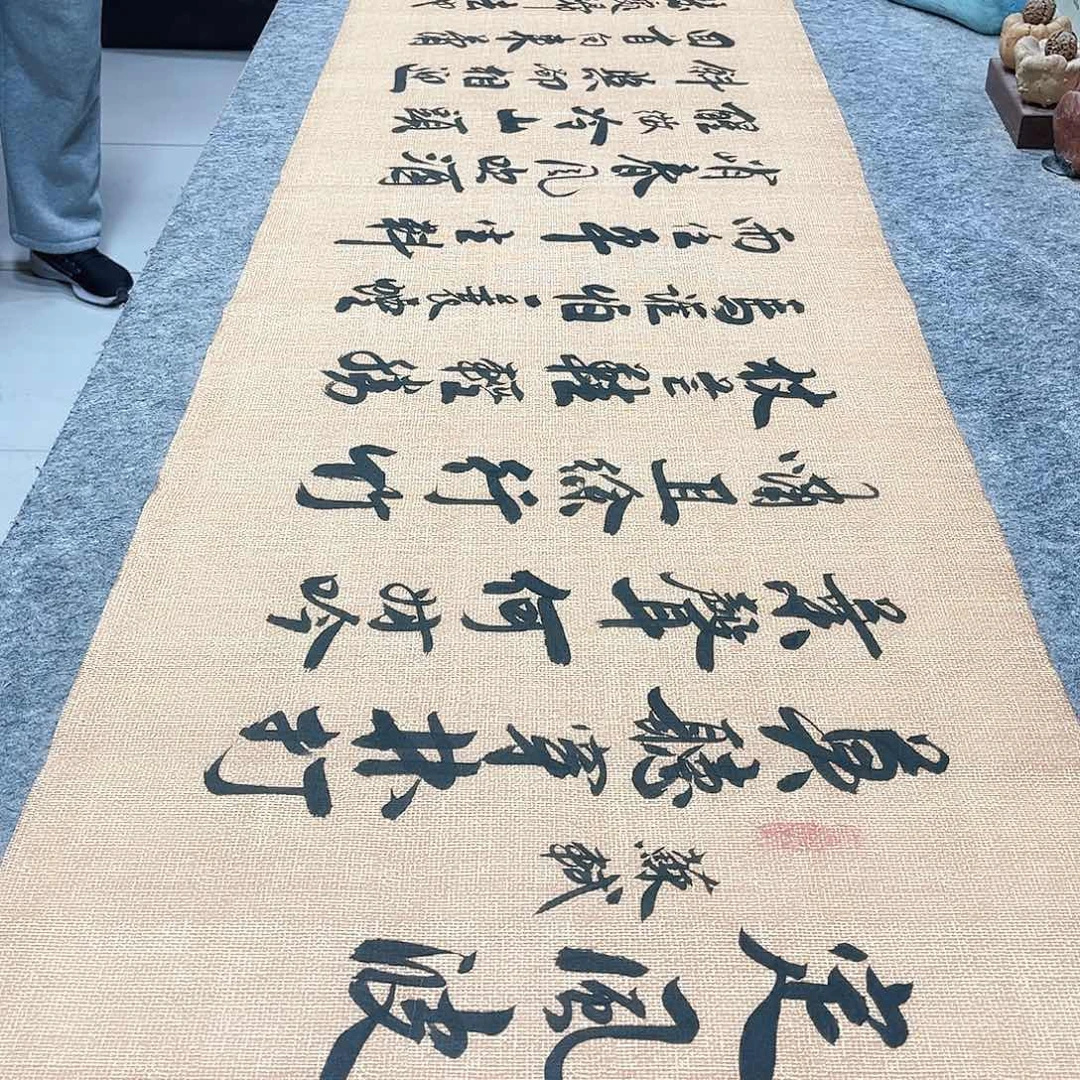 定風波
蘇軾
莫聽穿林打
葉聲何妨吟
嘯且徐行竹
杖芒鞋輕勝
馬誰怕一蓑煙
雨任平生料
峭春風吹酒
醒微冷山頭
斜照卻相迎
回首向來蕭